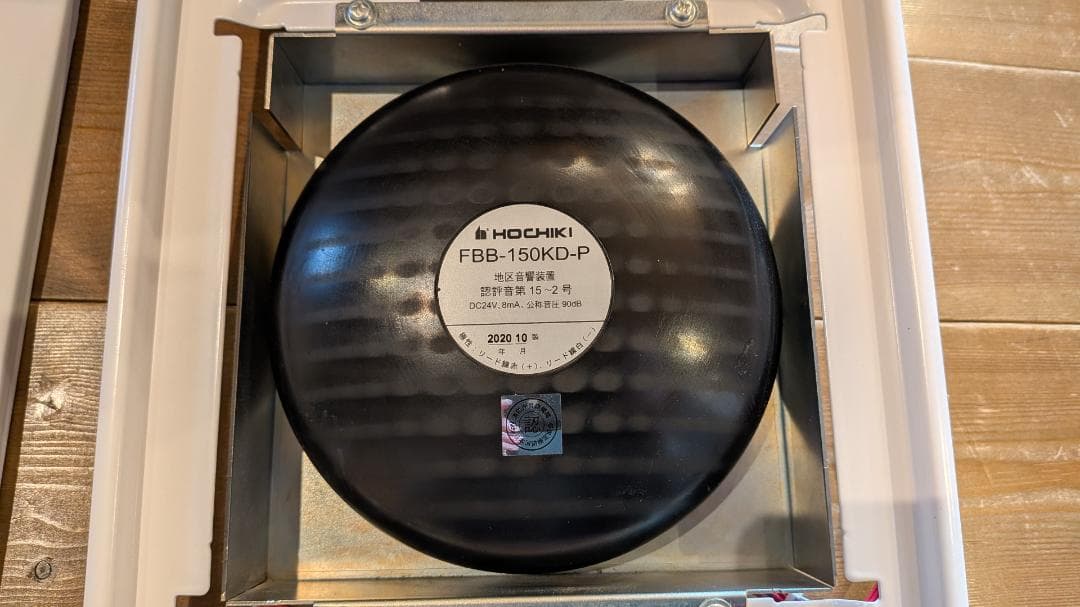 HOCHIKI
FBB-150KD-P
地区音響装置
認評音第 15~2 号
DC24V、8mA、公称音圧 90dB
2020 10 製
年 月
極性：リード線赤(+)、リード線白(−)
認